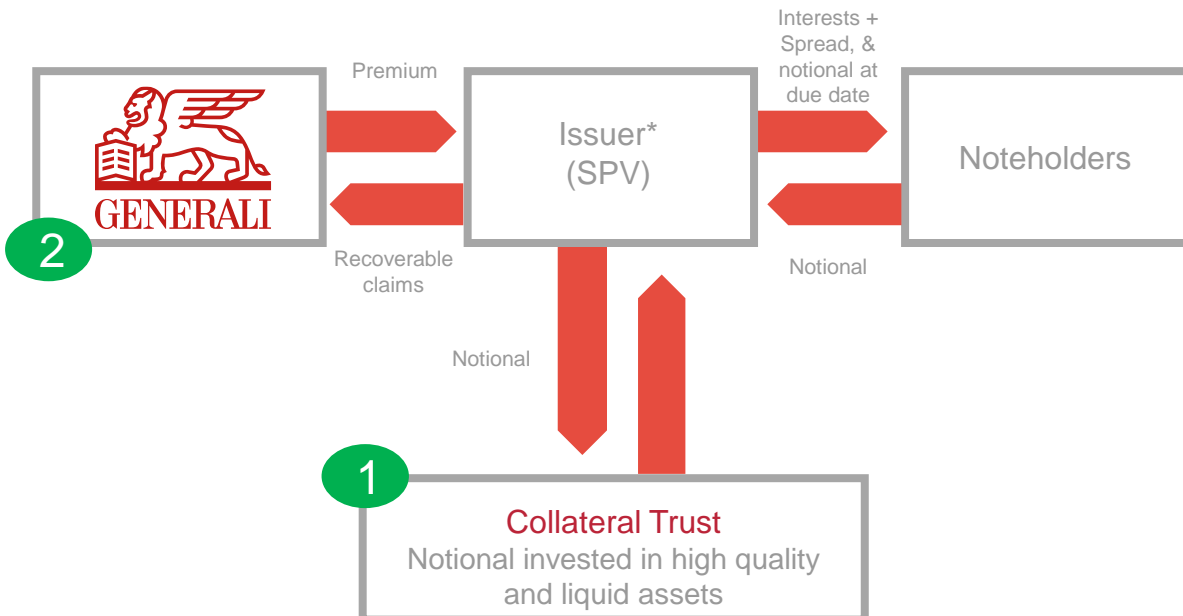 Premium
Interests +
Spread, &
notional at
due date
GENERALI
Issuer*
(SPV)
Noteholders
2
Recoverable
claims
Notional
Notional
1
Collateral Trust
Notional invested in high quality
and liquid assets